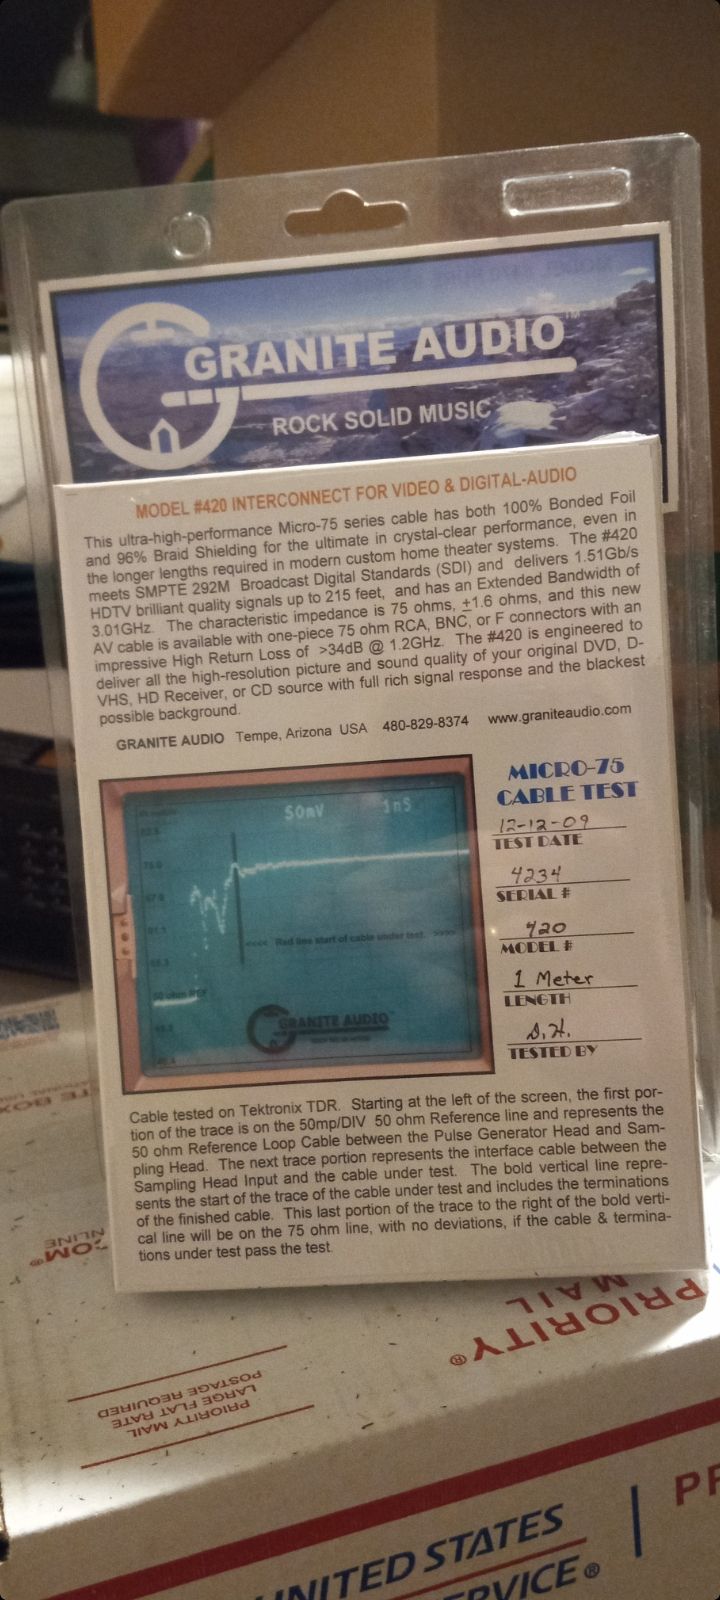 GRANITE AUDIO™
ROCK SOLID MUSIC
MODEL #420 INTERCONNECT FOR VIDEO & DIGITAL-AUDIO
This ultra-high-performance Micro-75 series cable has both 100% Bonded Foil
and 96% Braid Shielding for the ultimate in crystal-clear performance, even in
the longer lengths required in modern custom home theater systems. The #420
meets SMPTE 292M Broadcast Digital Standards (SDI) and delivers 1.51Gb/s
HDTV brilliant quality signals up to 215 feet, and has an Extended Bandwidth of
3.01GHz. The characteristic impedance is 75 ohms, ±1.6 ohms, and this new
AV cable is available with one-piece 75 ohm RCA, BNC, or F connectors with an
impressive High Return Loss of >34dB @ 1.2GHz. The #420 is engineered to
deliver all the high-resolution picture and sound quality of your original DVD, D-
VHS, HD Receiver, or CD source with full rich signal response and the blackest
possible background.
GRANITE AUDIO Tempe, Arizona USA 480-829-8374 www.graniteaudio.com
50mV 1nS
75.0
<<<< Red line start of cable under test. >>>>
50 ohm REF
GRANITE AUDIO
MICRO-75
CABLE TEST
12-12-09
TEST DATE
4234
SERIAL #
420
MODEL #
1 Meter
LENGTH
D.H.
TESTED BY
Cable tested on Tektronix TDR. Starting at the left of the screen, the first por-
tion of the trace is on the 50mp/DIV 50 ohm Reference line and represents the
50 ohm Reference Loop Cable between the Pulse Generator Head and Sam-
pling Head. The next trace portion represents the interface cable between the
Sampling Head Input and the cable under test. The bold vertical line repre-
sents the start of the trace of the cable under test and includes the terminations
of the finished cable. This last portion of the trace to the right of the bold verti-
cal line will be on the 75 ohm line, with no deviations, if the cable & termina-
tions under test pass the test.
PRIORITY
MAIL
®
PRIORITY MAIL
LARGE FLAT RATE
POSTAGE REQUIRED
UNITED STATES
ERVICE®